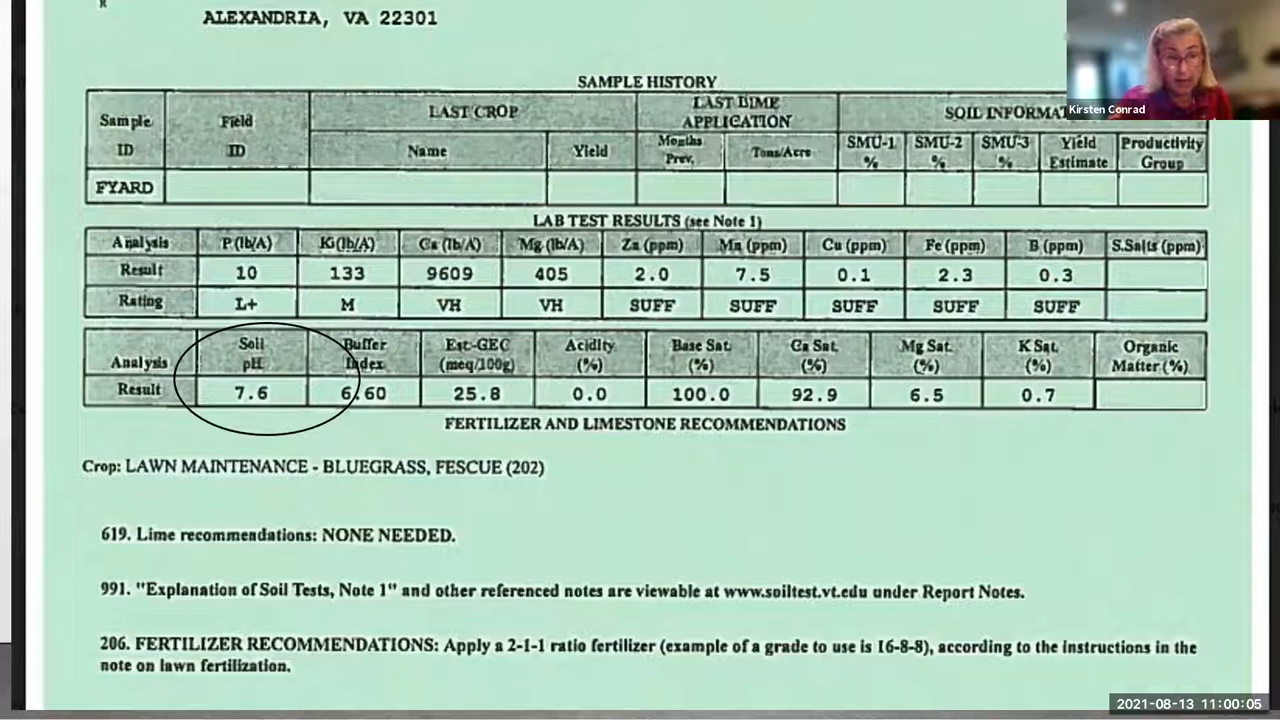 ALEXANDRIA, VA 22301
Kirsten Conrad
SAMPLE HISTORY
Sample ID Field ID LAST CROP LAST LIME APPLICATION SOIL
Name Yield Months Prev. Tons/Acre SMU-1 % SMU-2 % SMU-3 % Yield Estimate Productivity Group
FYARD
LAB TEST RESULTS (see Note 1)
Analysis P (lb/A) K (lb/A) Ca (lb/A) Mg (lb/A) Zn (ppm) Mn (ppm) Cu (ppm) Fe (ppm) B (ppm) S.Salts (ppm)
Result 10 133 9609 405 2.0 7.5 0.1 2.3 0.3
Rating L+ M VH VH SUFF SUFF SUFF SUFF SUFF
Analysis Soil pH Buffer Index Est.-CEC (meq/100g) Acidity (%) Base Sat. (%) Ca Sat. (%) Mg Sat. (%) K Sat. (%) Organic Matter (%)
Result 7.6 6.60 25.8 0.0 100.0 92.9 6.5 0.7
FERTILIZER AND LIMESTONE RECOMMENDATIONS
Crop: LAWN MAINTENANCE - BLUEGRASS, FESCUE (202)
619. Lime recommendations: NONE NEEDED.
991. "Explanation of Soil Tests, Note 1" and other referenced notes are viewable at www.soiltest.vt.edu under Report Notes.
206. FERTILIZER RECOMMENDATIONS: Apply a 2-1-1 ratio fertilizer (example of a grade to use is 16-8-8), according to the instructions in the
note on lawn fertilization.
2021-08-13 11:00:05